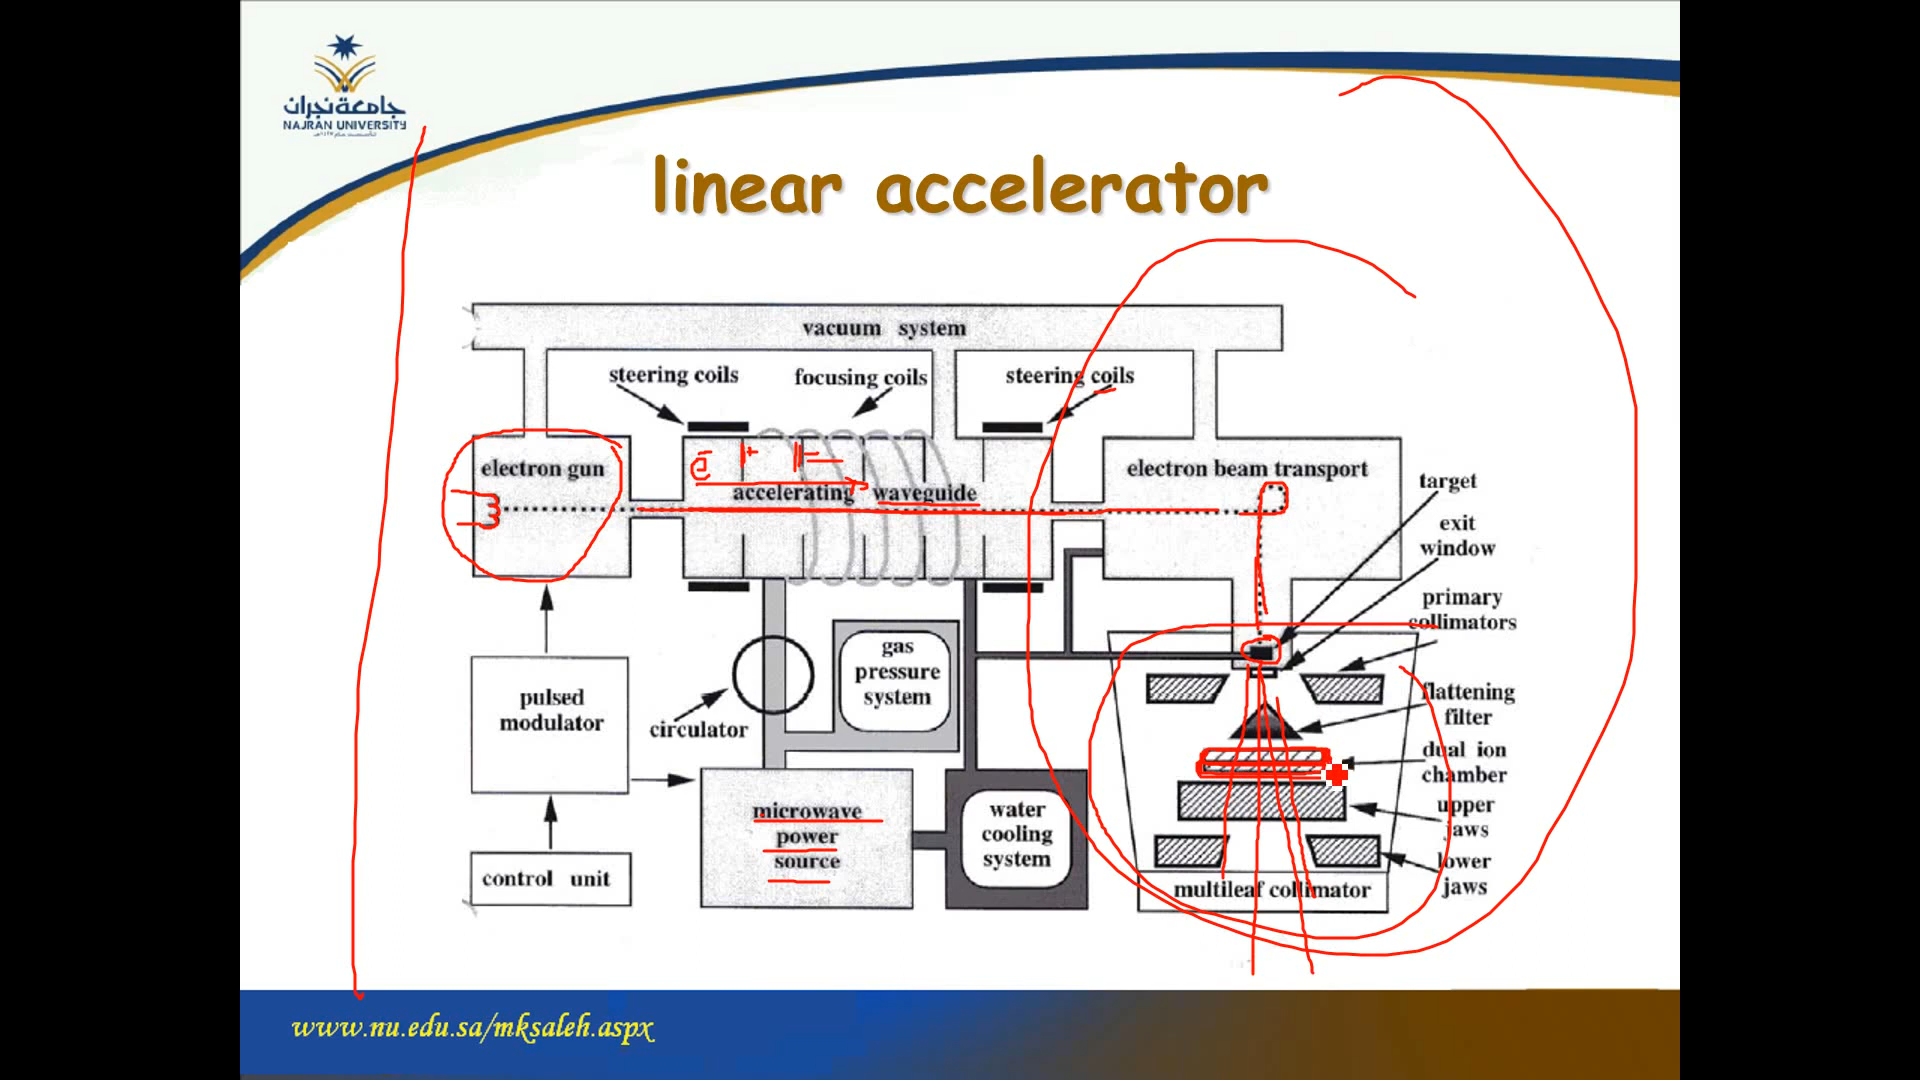 جامعة نجران
NAJRAN UNIVERSITY
linear accelerator
vacuum system
steering coils
focusing coils
steering coils
electron gun
accelerating waveguide
electron beam transport
target
exit
window
primary
collimators
flattening
filter
dual ion
chamber
upper
jaws
lower
jaws
multileaf collimator
gas
pressure
system
circulator
pulsed
modulator
microwave
power
source
water
cooling
system
control unit
www.nu.edu.sa/mksaleh.aspx